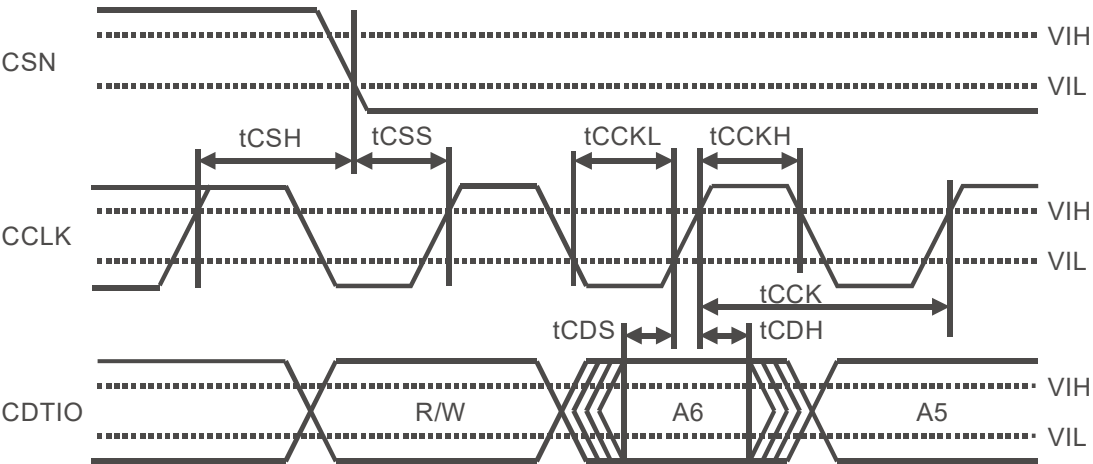 VIH
CSN
VIL
tCSH tCSS tCCKL tCCKH
VIH
CCLK
VIL
tCCK
tCDS tCDH
VIH
CDTIO R/W A6 A5
VIL